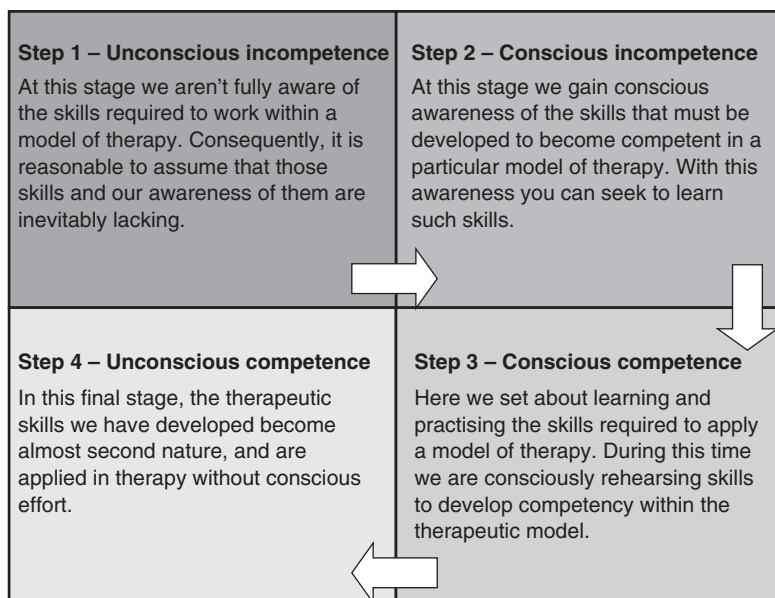 Step 1 – Unconscious incompetence
At this stage we aren't fully aware of
the skills required to work within a
model of therapy. Consequently, it is
reasonable to assume that those
skills and our awareness of them are
inevitably lacking.
Step 2 – Conscious incompetence
At this stage we gain conscious
awareness of the skills that must be
developed to become competent in a
particular model of therapy. With this
awareness you can seek to learn
such skills.
Step 3 – Conscious competence
Here we set about learning and
practising the skills required to apply
a model of therapy. During this time
we are consciously rehearsing skills
to develop competency within the
therapeutic model.
Step 4 – Unconscious competence
In this final stage, the therapeutic
skills we have developed become
almost second nature, and are
applied in therapy without conscious
effort.